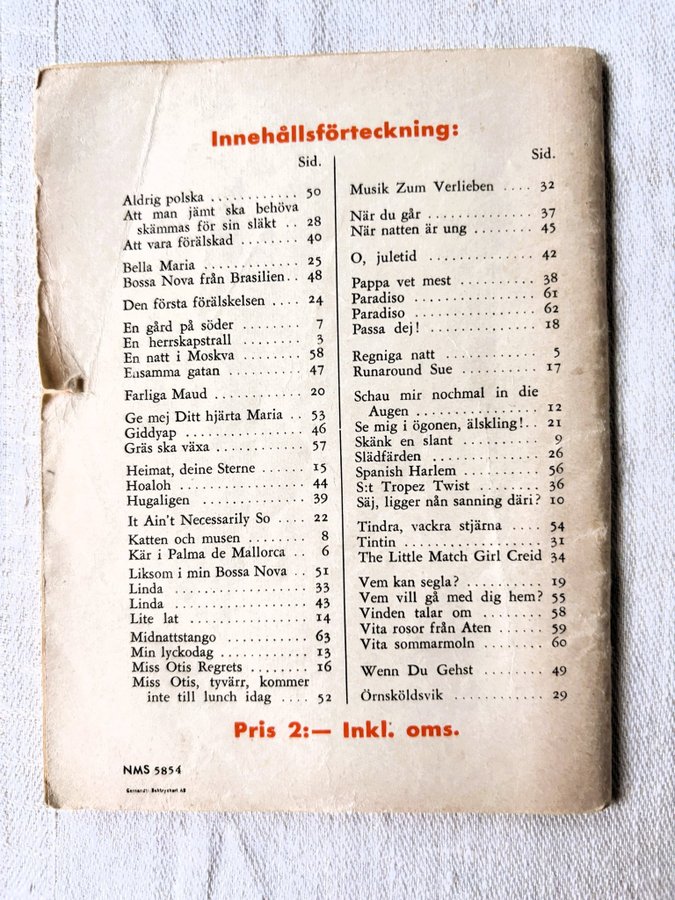 Innehållsförteckning:
Sid.
Aldrig polska ............ 50
Att man jämt ska behöva
skämmas för sin släkt .. 28
Att vara förälskad ........ 40
Bella Maria ............. 25
Bossa Nova från Brasilien.. 48
Den första förälskelsen .... 24
En gård på söder ........ 7
En herrskapstrall ......... 3
En natt i Moskva ........ 58
Ensamma gatan .......... 47
Farliga Maud ............ 20
Ge mej Ditt hjärta Maria .. 53
Giddyap ................ 46
Gräs ska växa ............ 57
Heimat, deine Sterne ...... 15
Hoaloh ................. 44
Hugaligen .............. 39
It Ain't Necessarily So .... 22
Katten och musen ........ 8
Kär i Palma de Mallorca .. 6
Liksom i min Bossa Nova .. 51
Linda .................. 33
Linda .................. 43
Lite lat ................. 14
Midnattstango ........... 63
Min lyckodag ............ 13
Miss Otis Regrets ........ 16
Miss Otis, tyvärr, kommer
inte till lunch idag .... 52
Sid.
Musik Zum Verlieben .... 32
När du går .............. 37
När natten är ung ........ 45
O, juletid ............... 42
Pappa vet mest .......... 38
Paradiso ................ 61
Paradiso ................ 62
Passa dej! ............... 18
Regniga natt ............ 5
Runaround Sue ........... 17
Schau mir nochmal in die
Augen ................ 12
Se mig i ögonen, älskling!.. 21
Skänk en slant ........... 9
Slädfärden .............. 26
Spanish Harlem .......... 56
S:t Tropez Twist ......... 36
Säj, ligger nån sanning däri? 10
Tindra, vackra stjärna .... 54
Tintin .................. 31
The Little Match Girl Creid 34
Vem kan segla? .......... 19
Vem vill gå med dig hem? 55
Vinden talar om ......... 58
Vita rosor från Aten ...... 59
Vita sommarmoln ........ 60
Wenn Du Gehst ......... 49
Örnsköldsvik ............ 29
Pris 2:— Inkl. oms.
NMS 5854